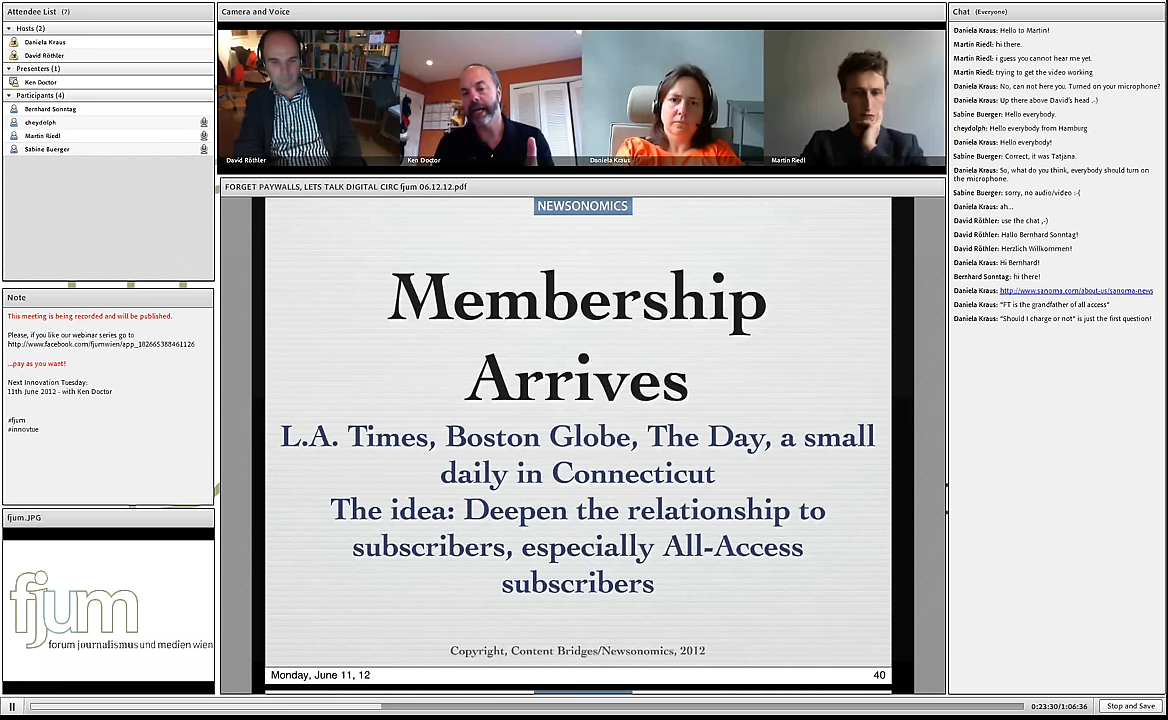 Attendee List (7)
Hosts (2)
Daniela Kraus
David Röthler
Presenters (1)
Ken Doctor
Participants (4)
Bernhard Sonntag
cheydolph
Martin Riedl
Sabine Buerger
Note
This meeting is being recorded and will be published.
Please, if you like our webinar series go to
http://www.facebook.com/fjumwien/app_182665388461126
...pay as you want!
Next Innovation Tuesday:
11th June 2012 - with Ken Doctor
#fjum
#innovtue
fjum.JPG
fjum
forum journalismus und medien wien
Camera and Voice
David Röthler
Ken Doctor
Daniela Kraus
Martin Riedl
FORGET PAYWALLS, LETS TALK DIGITAL CIRC fjum 06.12.12.pdf
NEWSONOMICS
Membership
Arrives
L.A. Times, Boston Globe, The Day, a small
daily in Connecticut
The idea: Deepen the relationship to
subscribers, especially All-Access
subscribers
Copyright, Content Bridges/Newsonomics, 2012
Monday, June 11, 12
40
Chat (Everyone)
Daniela Kraus: Hello to Martin!
Martin Riedl: hi there.
Martin Riedl: i guess you cannot hear me yet.
Martin Riedl: trying to get the video working
Daniela Kraus: No, can not here you. Turned on your microphone?
Daniela Kraus: Up there above David's head :-)
Sabine Buerger: Hello everybody.
cheydolph: Hello everybody from Hamburg
Daniela Kraus: Hello everybody!
Sabine Buerger: Correct, it was Tatjana.
Daniela Kraus: So, what do you think, everybody should turn on
the microphone.
Sabine Buerger: sorry, no audio/video :-(
Daniela Kraus: ah...
David Röthler: use the chat ,-)
David Röthler: Hallo Bernhard Sonntag!
David Röthler: Herzlich Willkommen!
Daniela Kraus: Hi Bernhard!
Bernhard Sonntag: hi there!
Daniela Kraus: http://www.sanoma.com/about-us/sanoma-news
Daniela Kraus: "FT is the grandfather of all access"
Daniela Kraus: "Should I charge or not" is just the first question!
0:23:30/1:06:36
Stop and Save